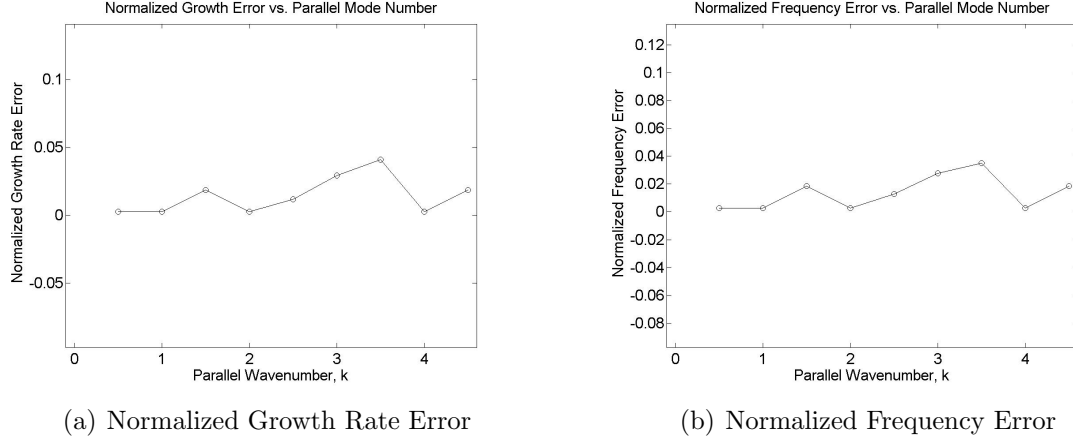 Normalized Growth Error vs. Parallel Mode Number
Normalized Growth Rate Error
0.1
0.05
0
-0.05
0 1 2 3 4
Parallel Wavenumber, k
(a) Normalized Growth Rate Error
Normalized Frequency Error vs. Parallel Mode Number
Normalized Frequency Error
0.12
0.1
0.08
0.06
0.04
0.02
0
-0.02
-0.04
-0.06
-0.08
0 1 2 3 4
Parallel Wavenumber, k
(b) Normalized Frequency Error